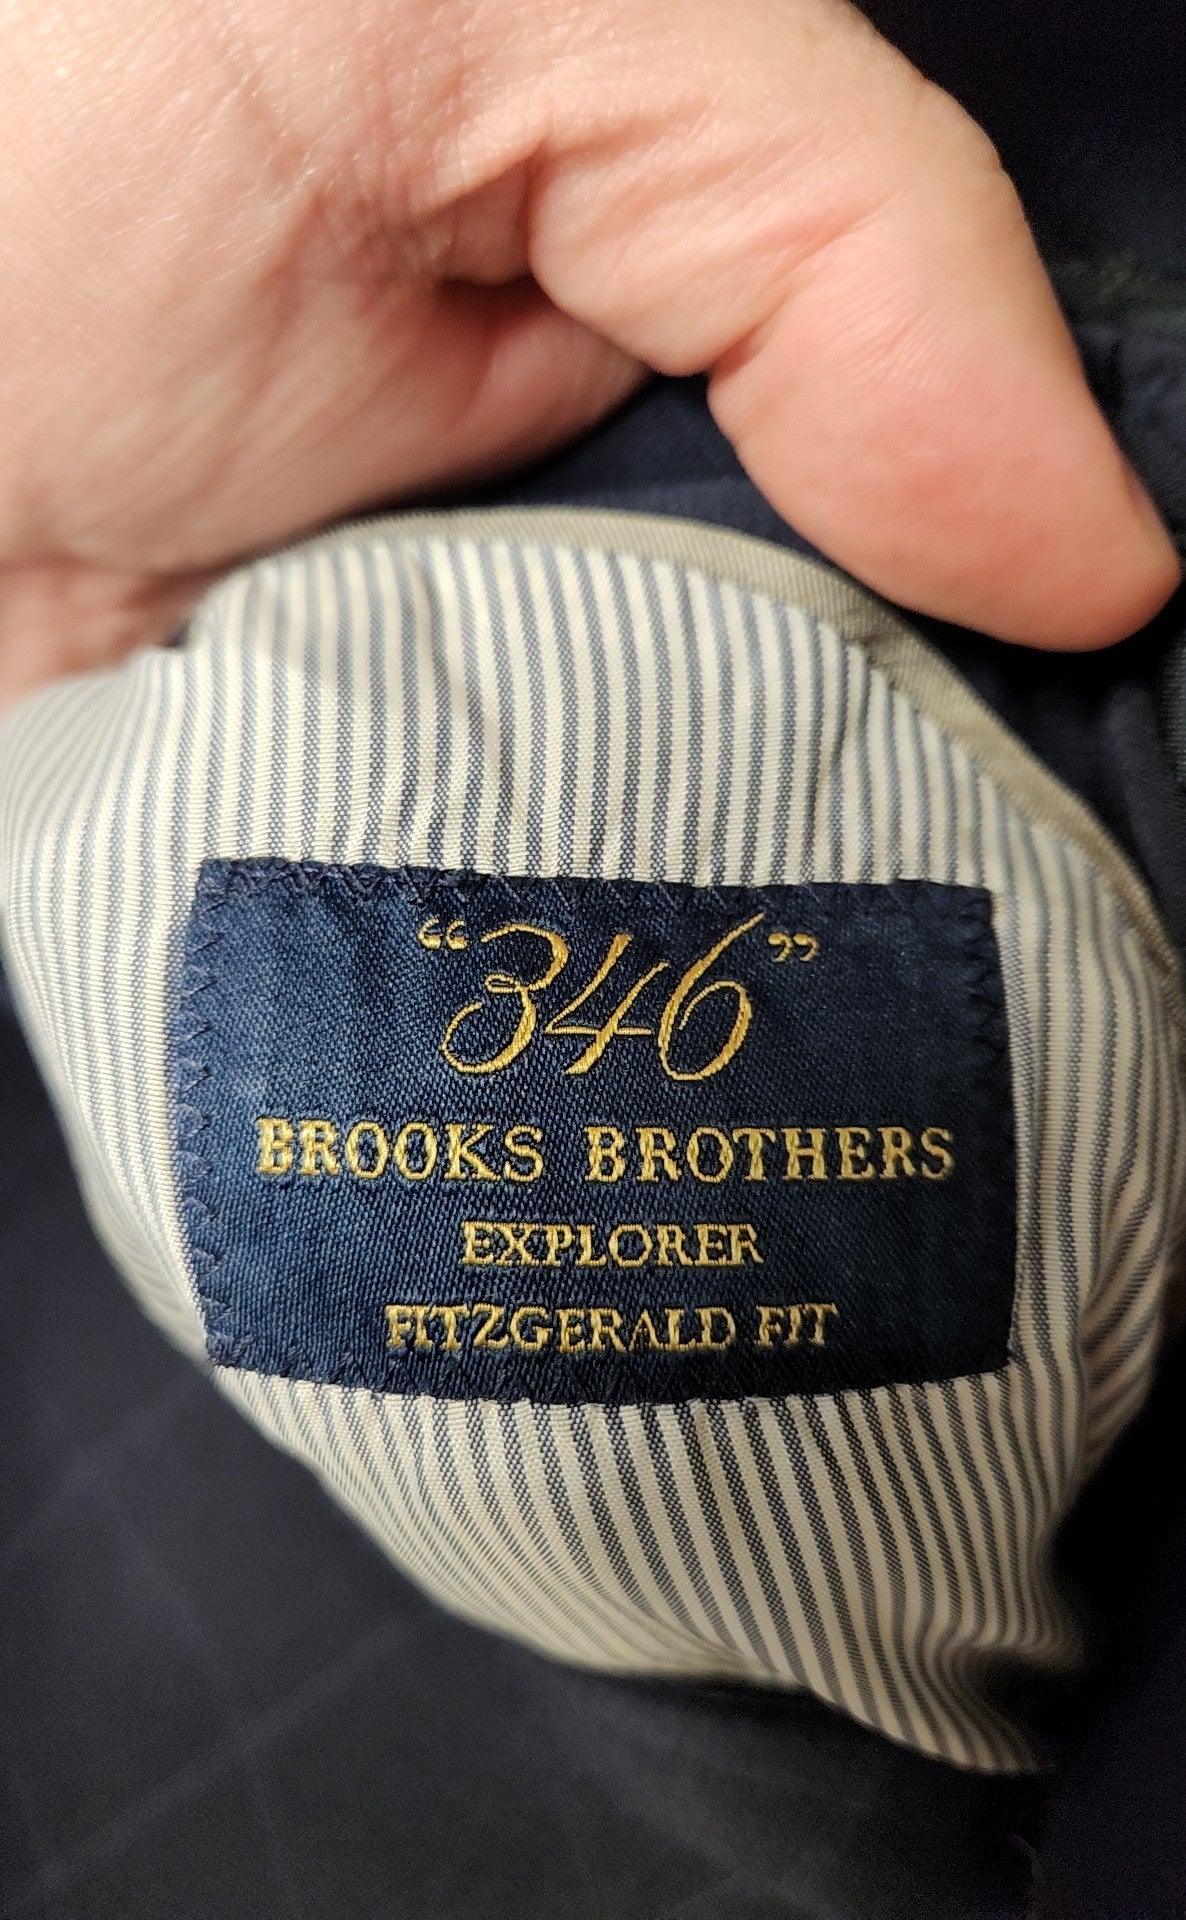 “346”
BROOKS BROTHERS
EXPLORER
FITZGERALD FIT